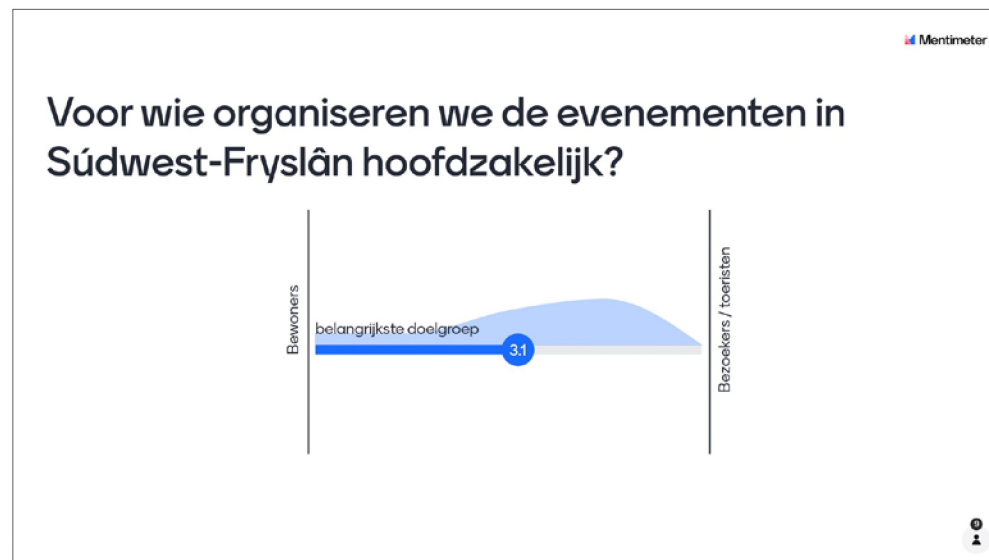 Mentimeter
Voor wie organiseren we de evenementen in
Súdwest-Fryslân hoofdzakelijk?
Bewoners
belangrijkste doelgroep
3.1
Bezoekers / toeristen
9